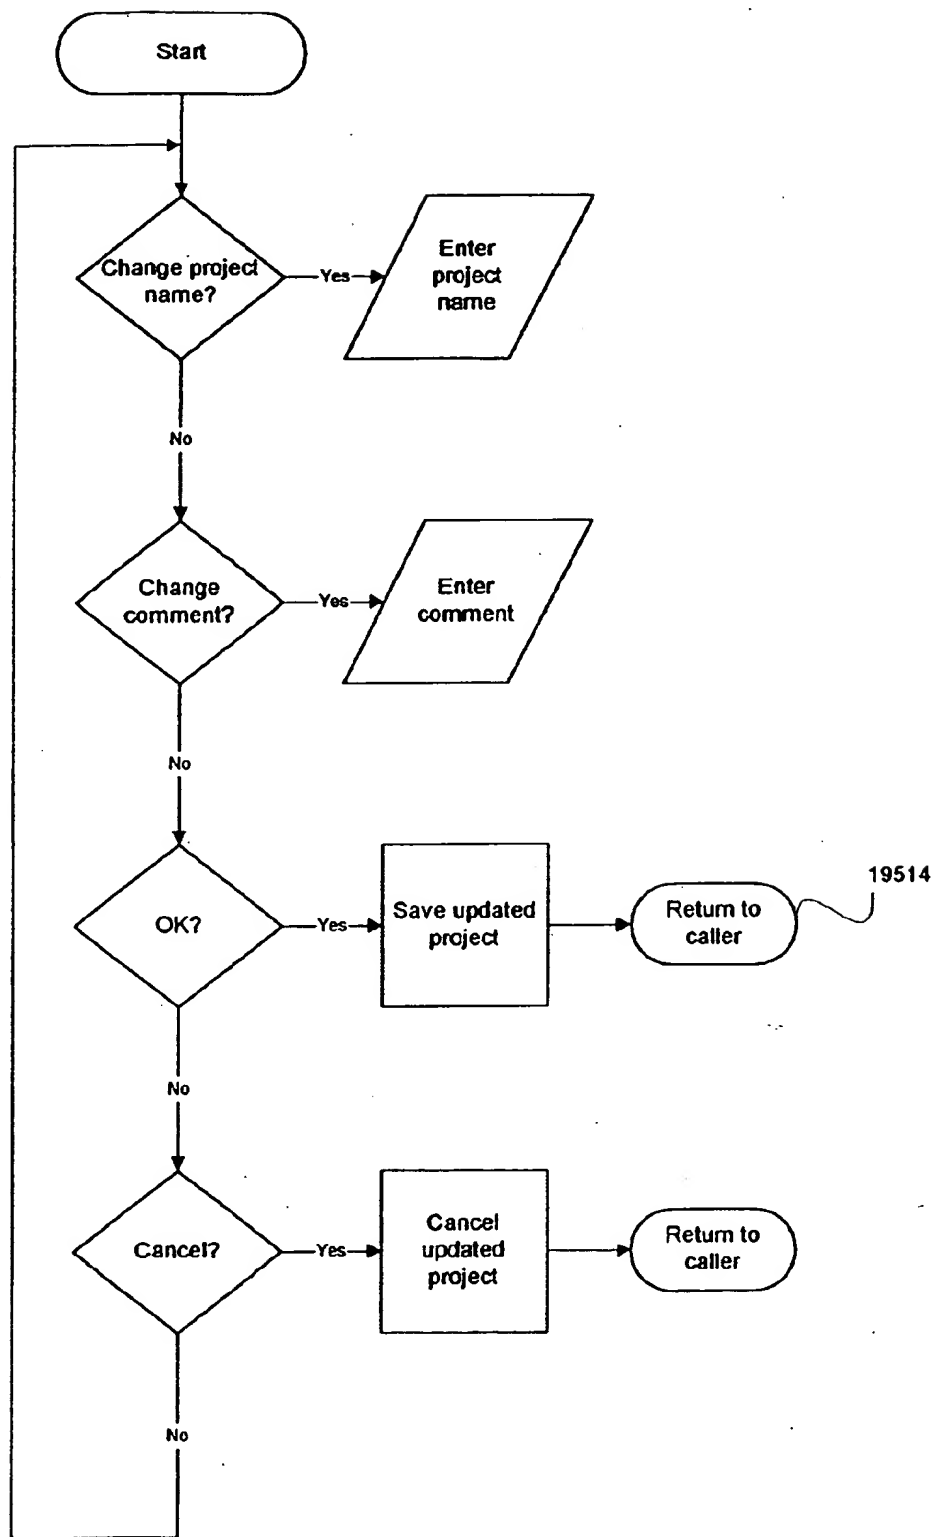 Start
Change project
name?
Yes
Enter
project
name
No
Change
comment?
Yes
Enter
comment
No
OK?
Yes
Save updated
project
Return to
caller
19514
No
Cancel?
Yes
Cancel
updated
project
Return to
caller
No